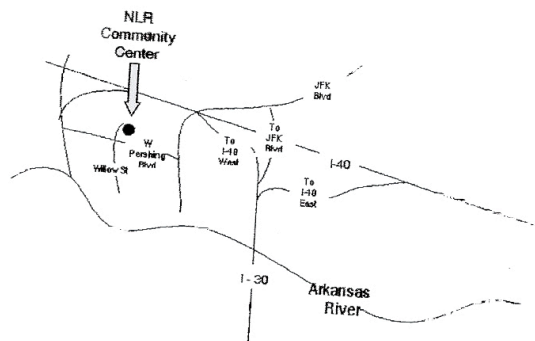 NLR
Community
Center
JFK
Blvd
To
JFK
Blvd
To
I-40
West
I-40
W
Pershing
Blvd
Willow St
To
I-40
East
I - 30
Arkansas
River